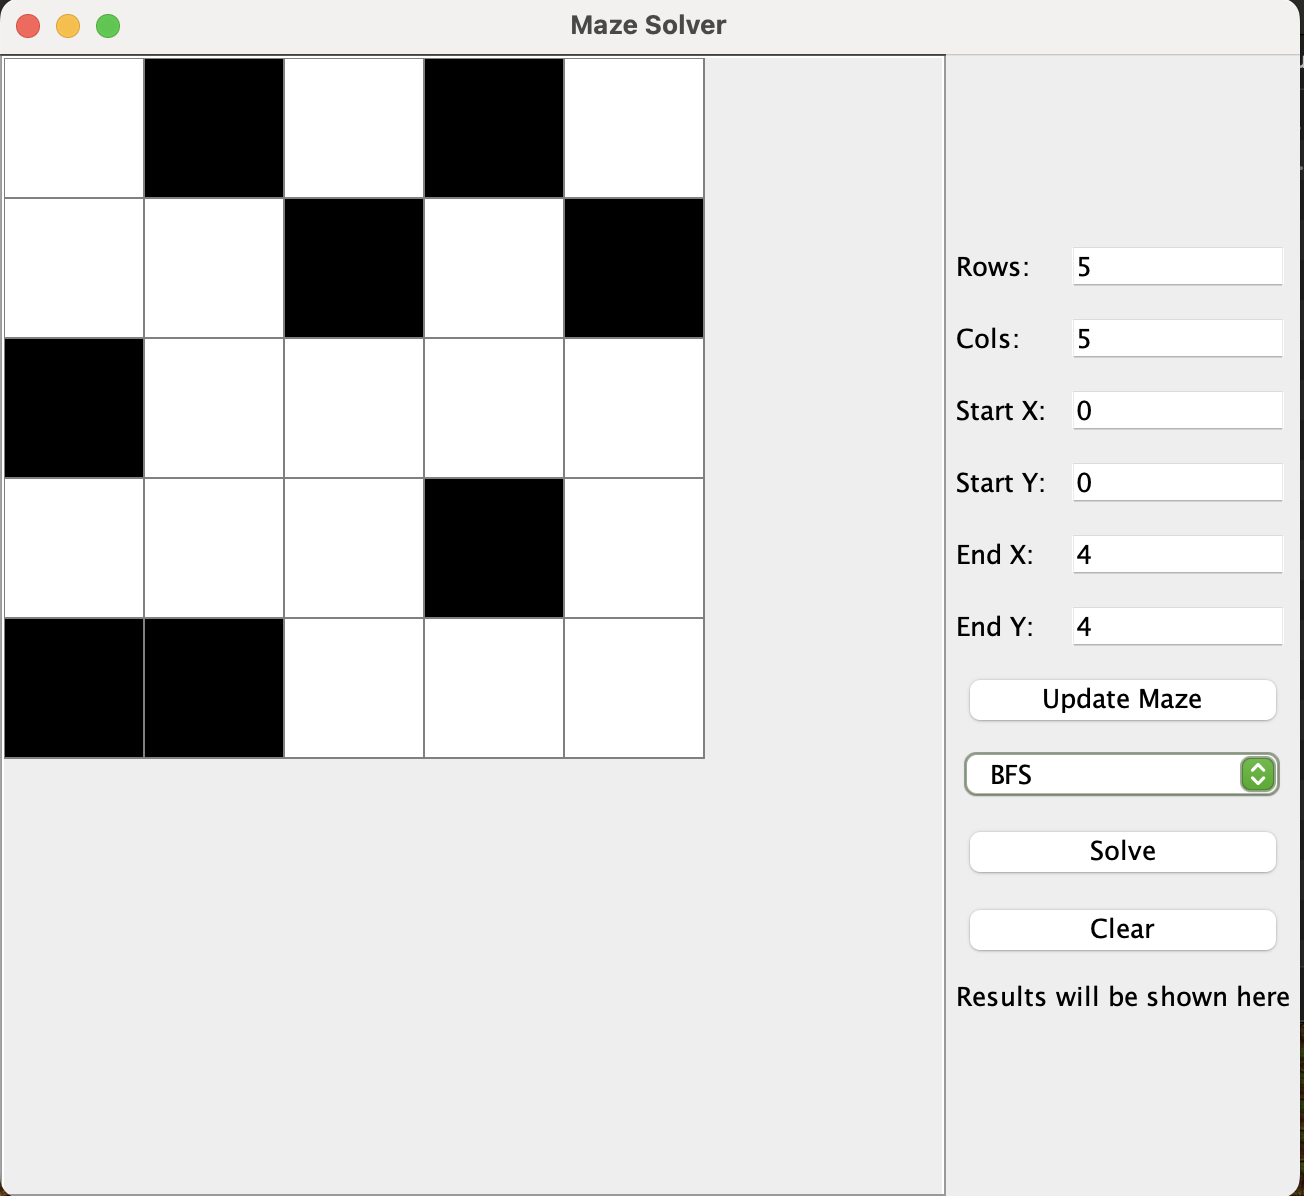 Maze Solver
Rows: 5
Cols: 5
Start X: 0
Start Y: 0
End X: 4
End Y: 4
Update Maze
BFS
Solve
Clear
Results will be shown here